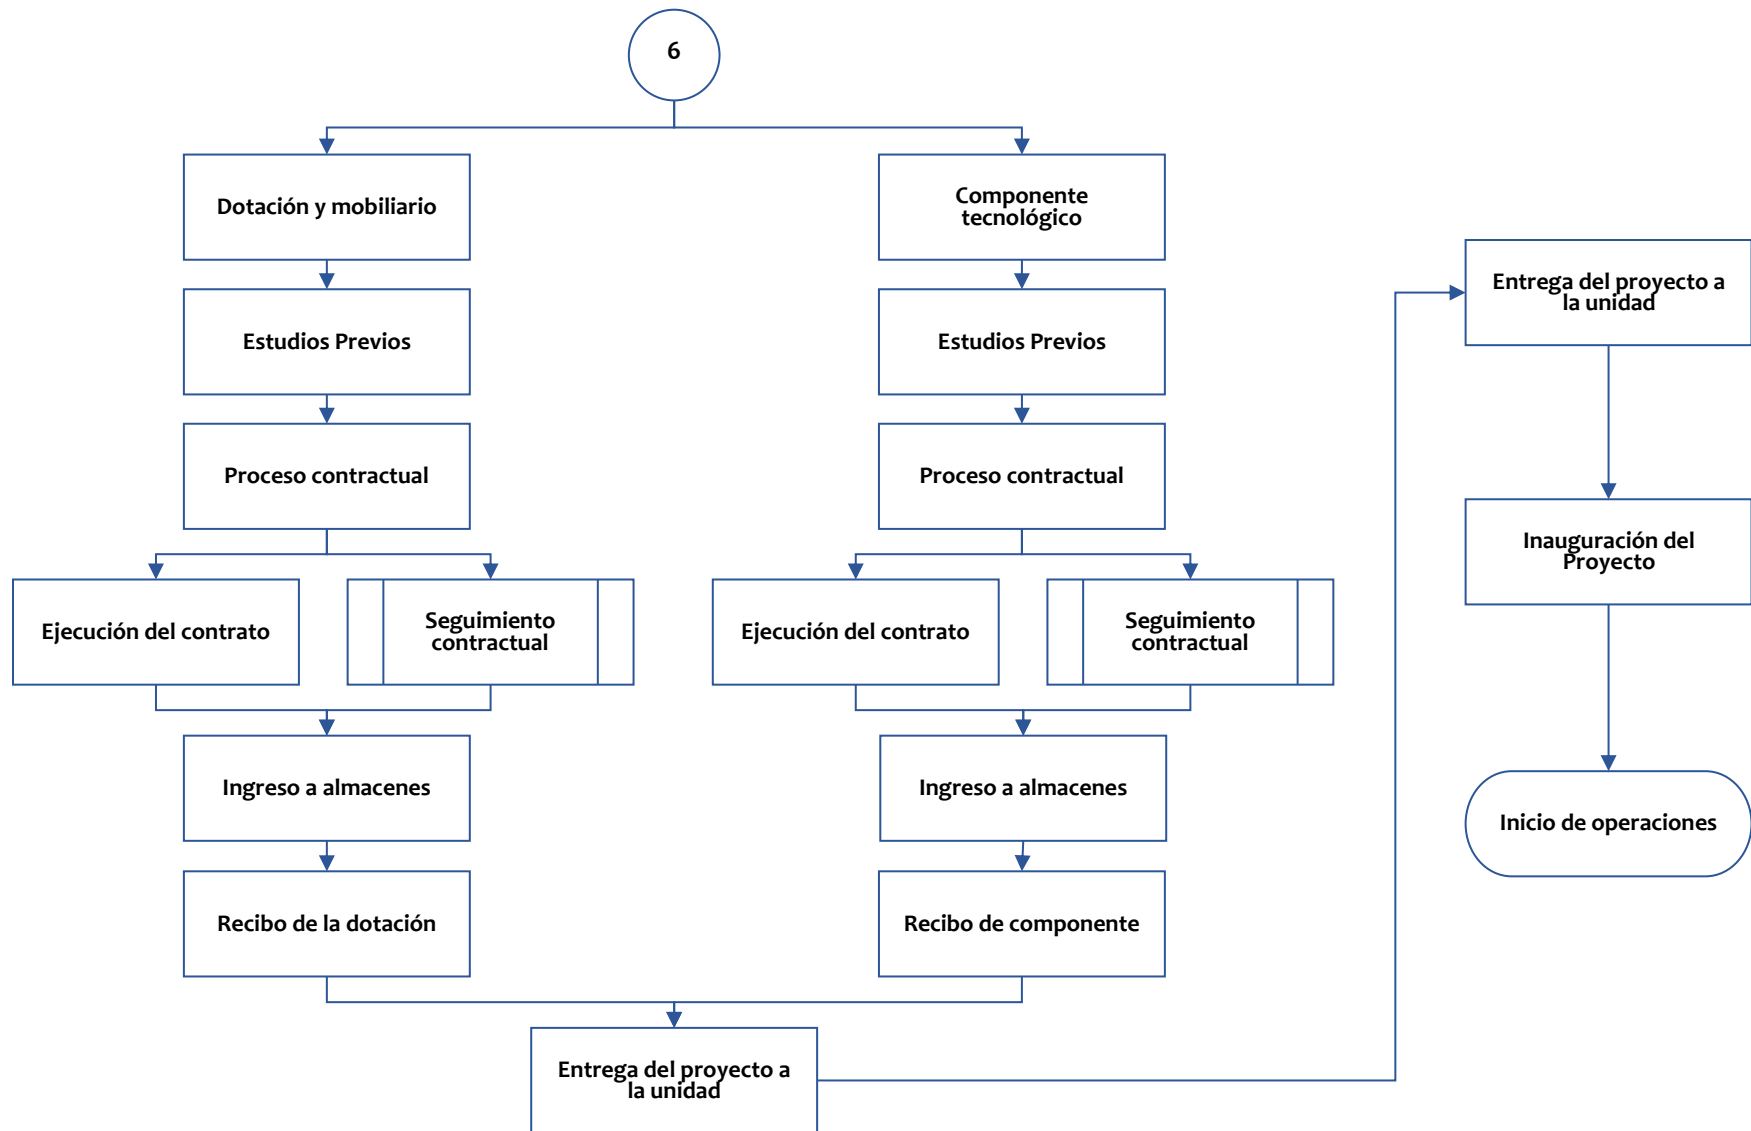 6
Dotación y mobiliario
Estudios Previos
Proceso contractual
Ejecución del contrato
Seguimiento
contractual
Ingreso a almacenes
Recibo de la dotación
Componente
tecnológico
Estudios Previos
Proceso contractual
Ejecución del contrato
Seguimiento
contractual
Ingreso a almacenes
Recibo de componente
Entrega del proyecto a
la unidad
Entrega del proyecto a
la unidad
Inauguración del
Proyecto
Inicio de operaciones